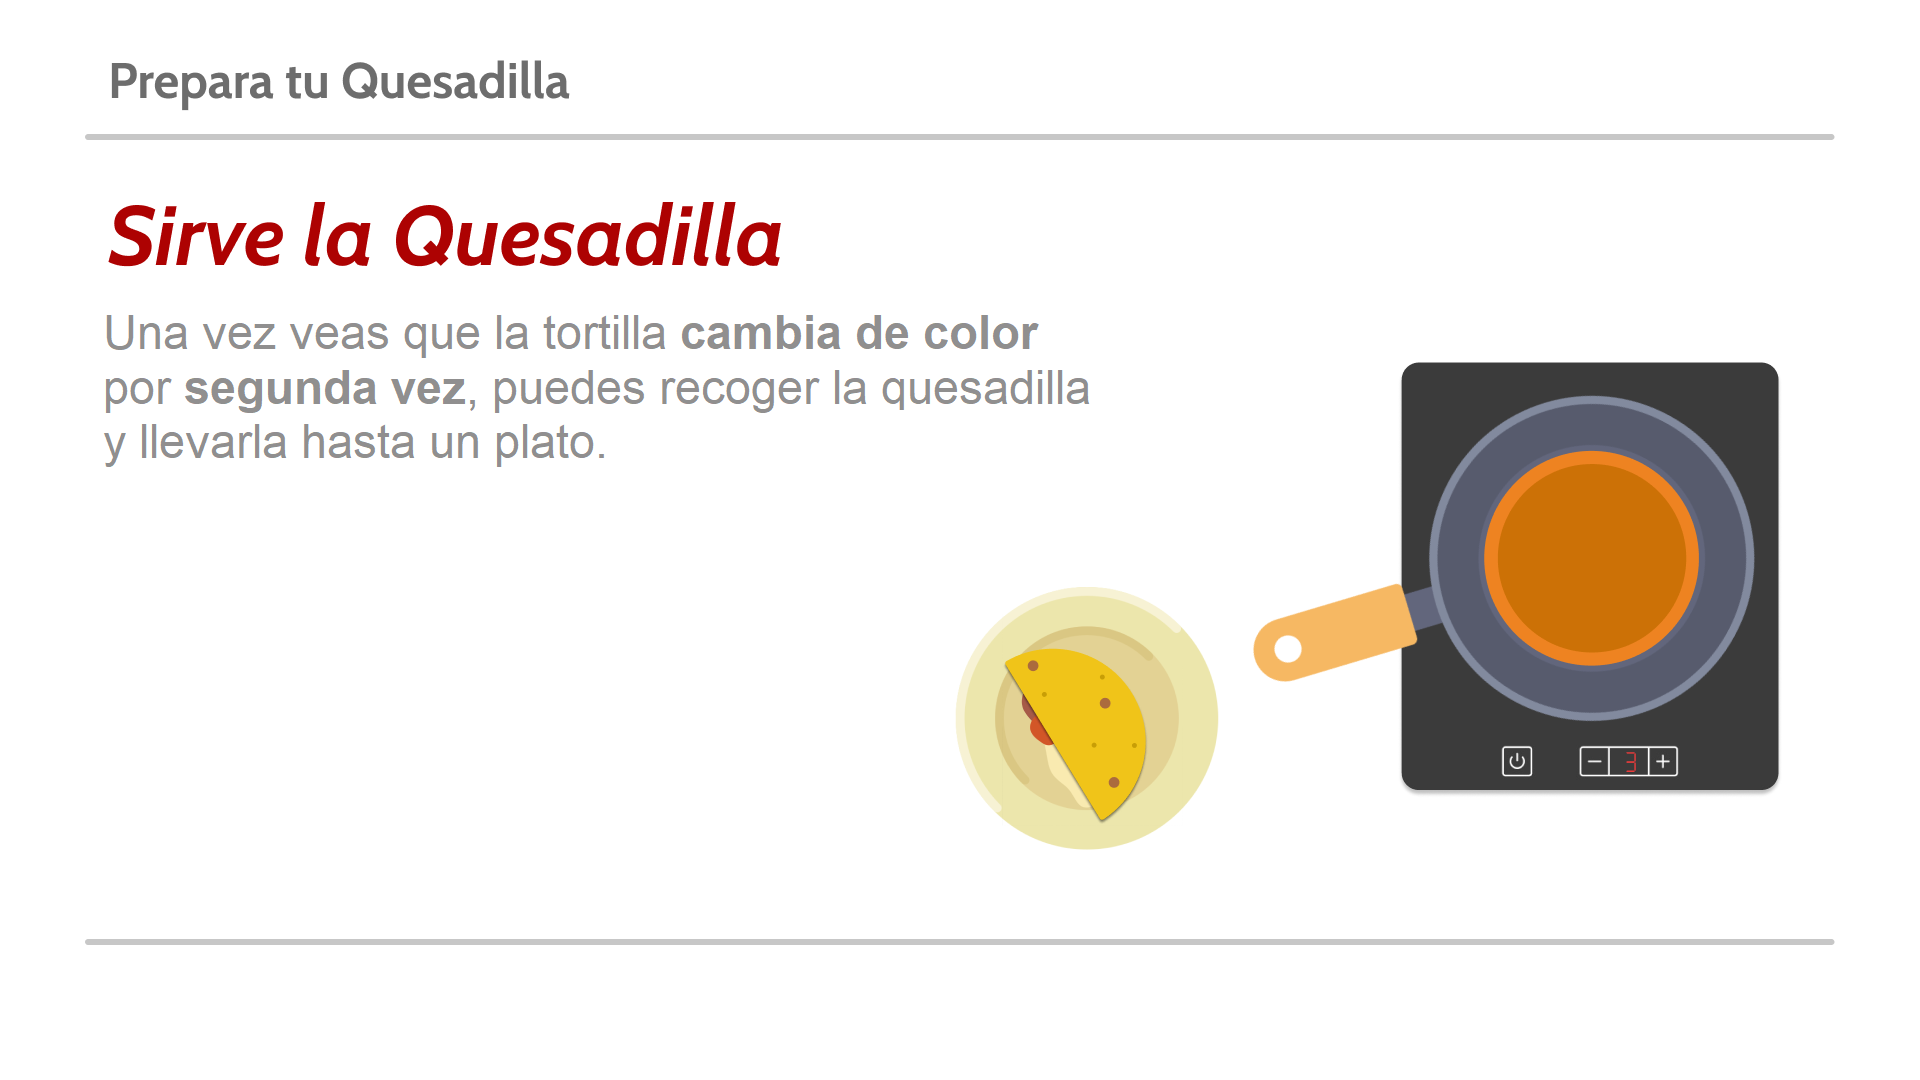 Prepara tu Quesadilla
Sirve la Quesadilla
Una vez veas que la tortilla cambia de color
por segunda vez, puedes recoger la quesadilla
y llevarla hasta un plato.
− 3 +